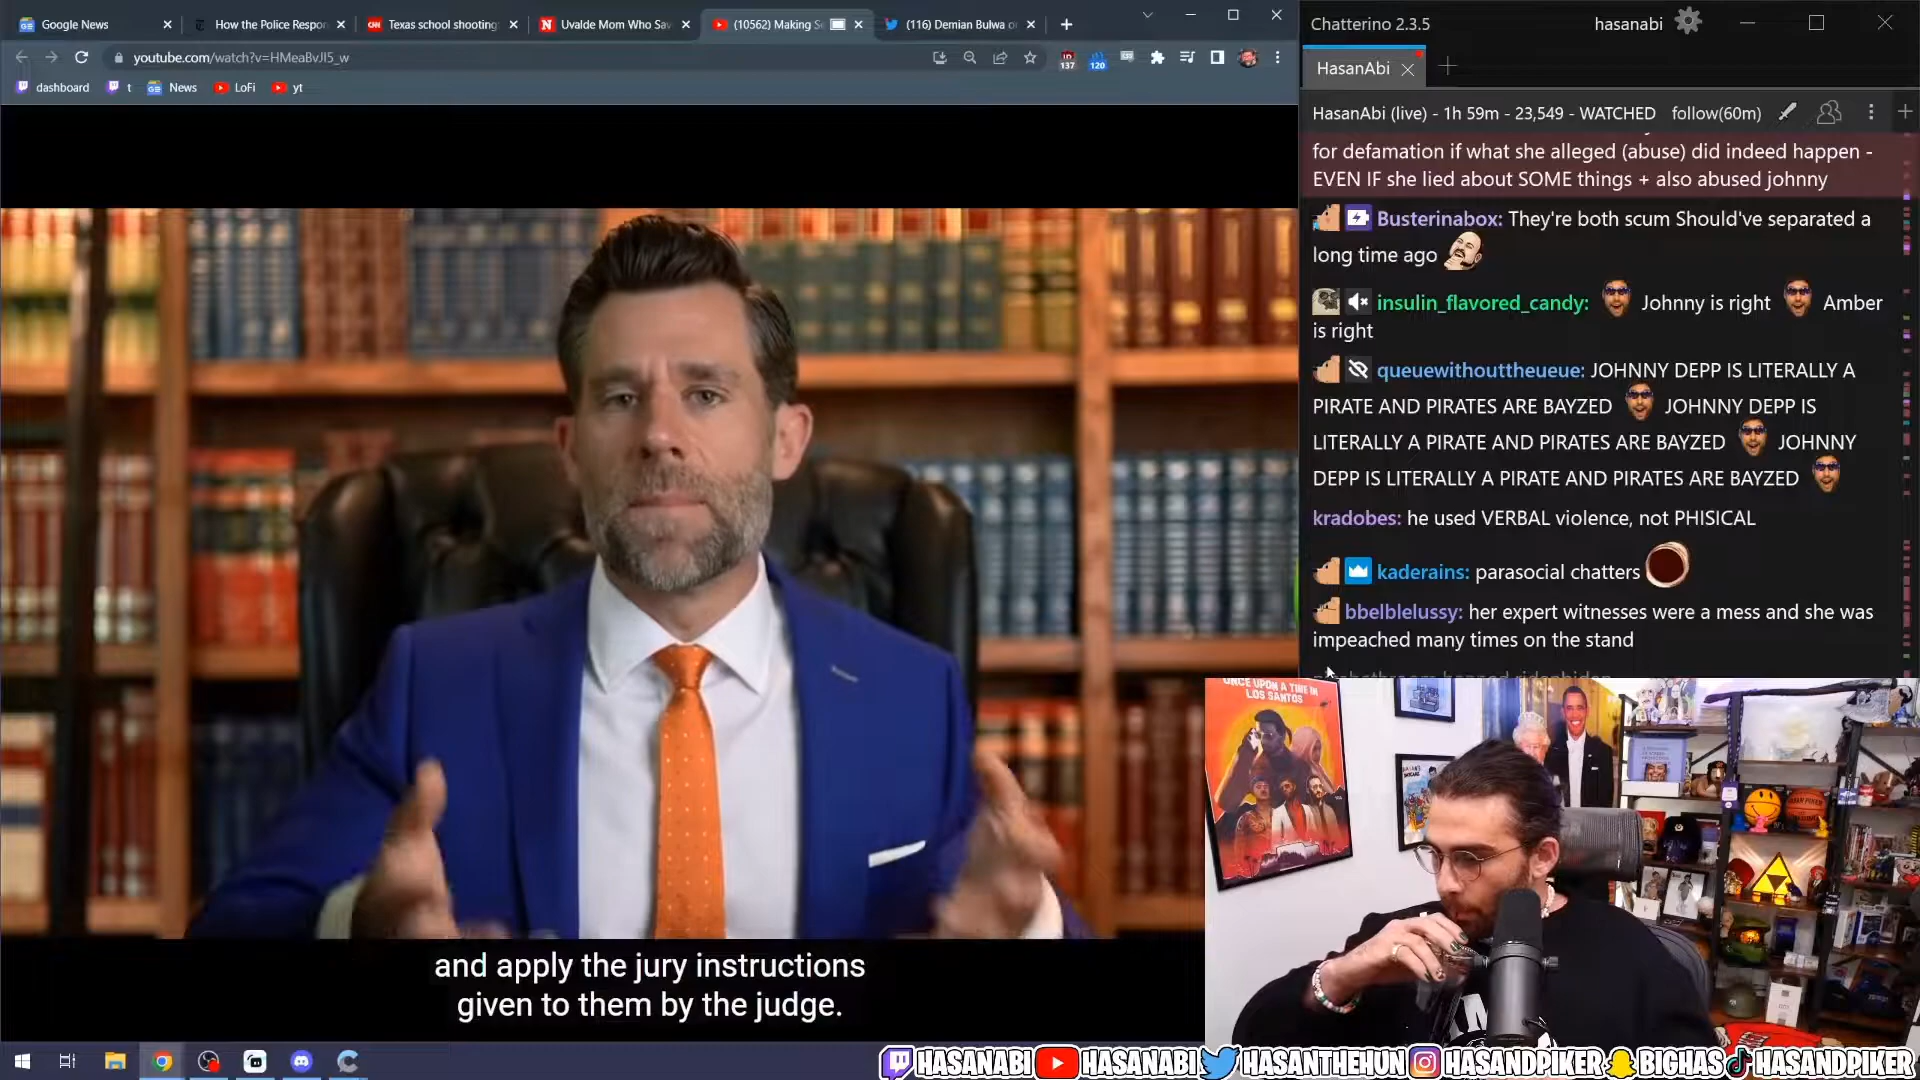 Google News
How the Police Respor
Texas school shooting
Uvalde Mom Who Sav
(10562) Making Se
(116) Demian Bulwa o
youtube.com/watch?v=HMeaBvJI5_w
137
120
dashboard
t
News
LoFi
yt
and apply the jury instructions
given to them by the judge.
Chatterino 2.3.5
hasanabi
HasanAbi
HasanAbi (live) - 1h 59m - 23,549 - WATCHED follow(60m)
for defamation if what she alleged (abuse) did indeed happen -
EVEN IF she lied about SOME things + also abused johnny
Busterinabox: They're both scum Should've separated a
long time ago
insulin_flavored_candy: Johnny is right Amber
is right
queuewithouttheueue: JOHNNY DEPP IS LITERALLY A
PIRATE AND PIRATES ARE BAYZED JOHNNY DEPP IS
LITERALLY A PIRATE AND PIRATES ARE BAYZED JOHNNY
DEPP IS LITERALLY A PIRATE AND PIRATES ARE BAYZED
kradobes: he used VERBAL violence, not PHISICAL
kaderains: parasocial chatters
bbelblelussy: her expert witnesses were a mess and she was
impeached many times on the stand
ONCE UPON A TIME IN
LOS SANTOS
HASANABI HASANABI HASANTHEHUN HASANDPIKER BIGHAS HASANDPIKER